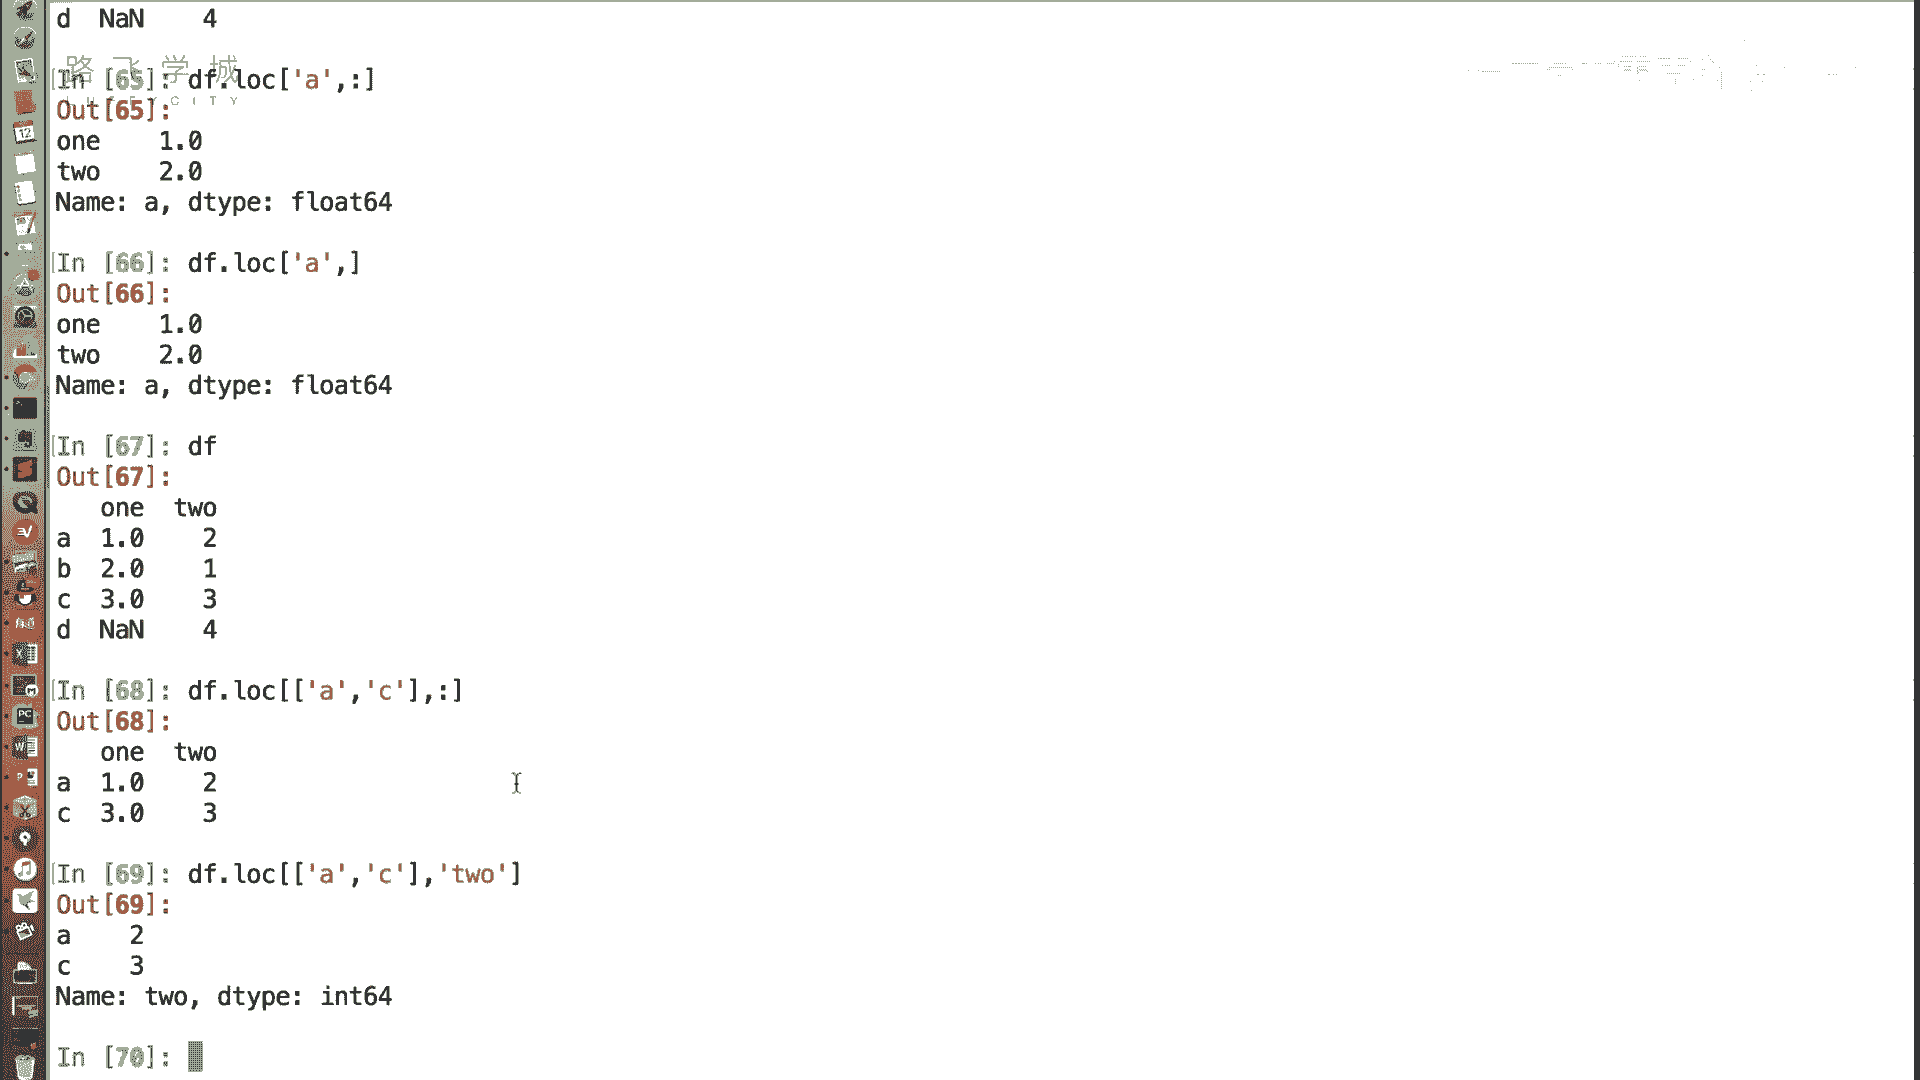 d  NaN    4
路飞学城
In [65]: df.loc['a',:]
LUFFYCITY
Out[65]:
one    1.0
two    2.0
Name: a, dtype: float64
In [66]: df.loc['a',]
Out[66]:
one    1.0
two    2.0
Name: a, dtype: float64
In [67]: df
Out[67]:
   one  two
a  1.0    2
b  2.0    1
c  3.0    3
d  NaN    4
In [68]: df.loc[['a','c'],:]
Out[68]:
   one  two
a  1.0    2
c  3.0    3
In [69]: df.loc[['a','c'],'two']
Out[69]:
a    2
c    3
Name: two, dtype: int64
In [70]: